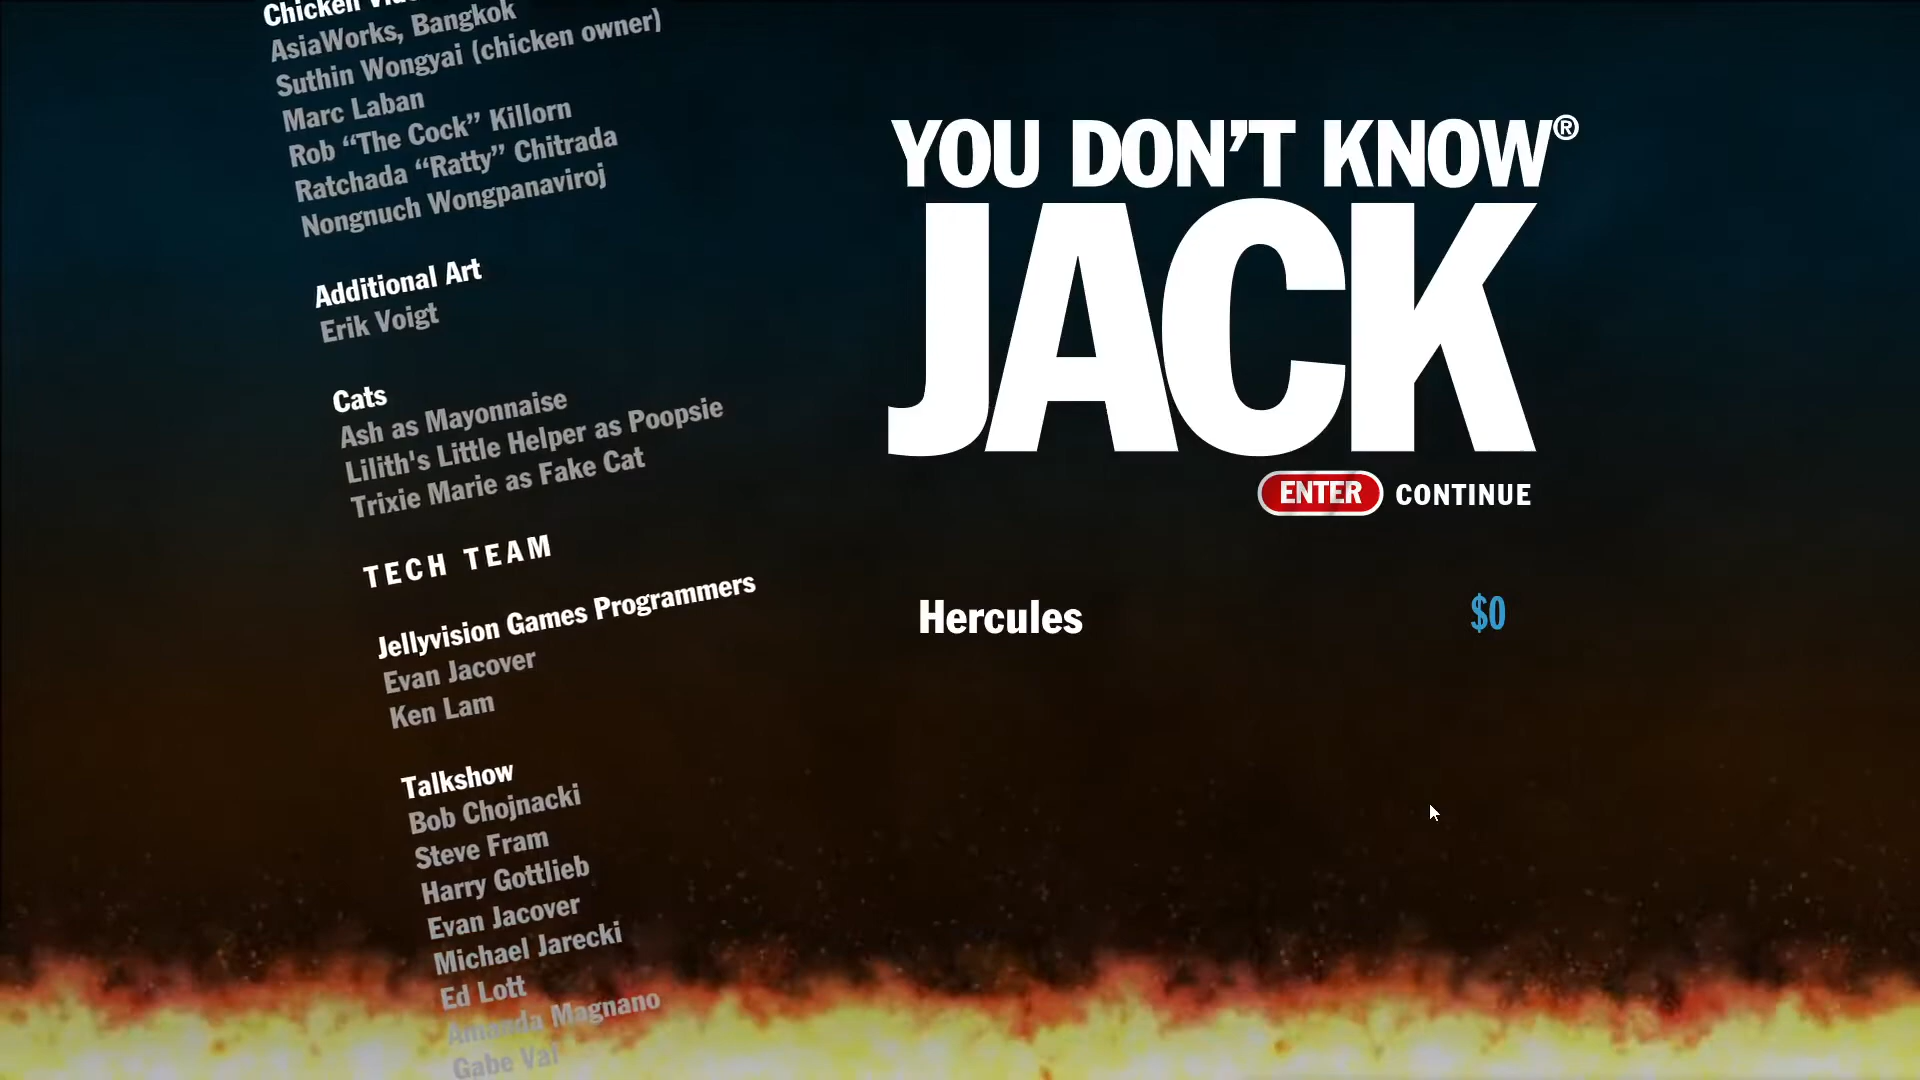 Chicken
AsiaWorks, Bangkok
Suthin Wongyai (chicken owner)
Marc Laban
Rob “The Cock” Killorn
Ratchada “Ratty” Chitrada
Nongnuch Wongpanaviroj
Additional Art
Erik Voigt
Cats
Ash as Mayonnaise
Lilith's Little Helper as Poopsie
Trixie Marie as Fake Cat
TECH TEAM
Jellyvision Games Programmers
Evan Jacover
Ken Lam
Talkshow
Bob Chojnacki
Steve Fram
Harry Gottlieb
Evan Jacover
Michael Jarecki
Ed Lott
Amanda Magnano
Gabe
YOU DON’T KNOW®
JACK
ENTER CONTINUE
Hercules $0